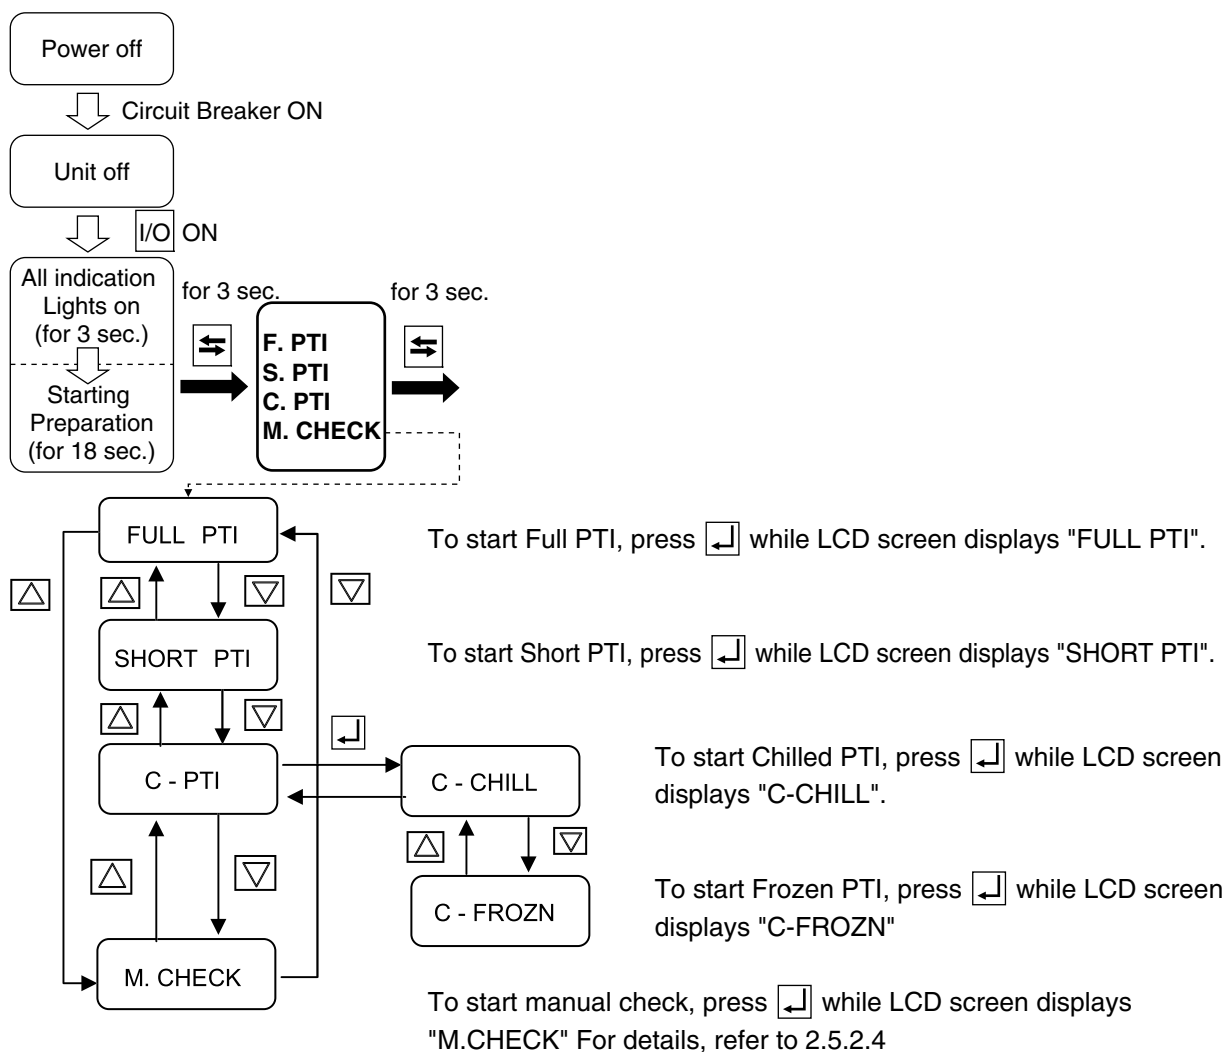 Power off
Circuit Breaker ON
Unit off
I/O ON
All indication
Lights on
(for 3 sec.)
Starting
Preparation
(for 18 sec.)
for 3 sec.
F. PTI
S. PTI
C. PTI
M. CHECK
for 3 sec.
FULL PTI
To start Full PTI, press while LCD screen displays "FULL PTI".
SHORT PTI
To start Short PTI, press while LCD screen displays "SHORT PTI".
C - PTI
C - CHILL
To start Chilled PTI, press while LCD screen
displays "C-CHILL".
C - FROZN
To start Frozen PTI, press while LCD screen
displays "C-FROZN"
M. CHECK
To start manual check, press while LCD screen displays
"M.CHECK" For details, refer to 2.5.2.4